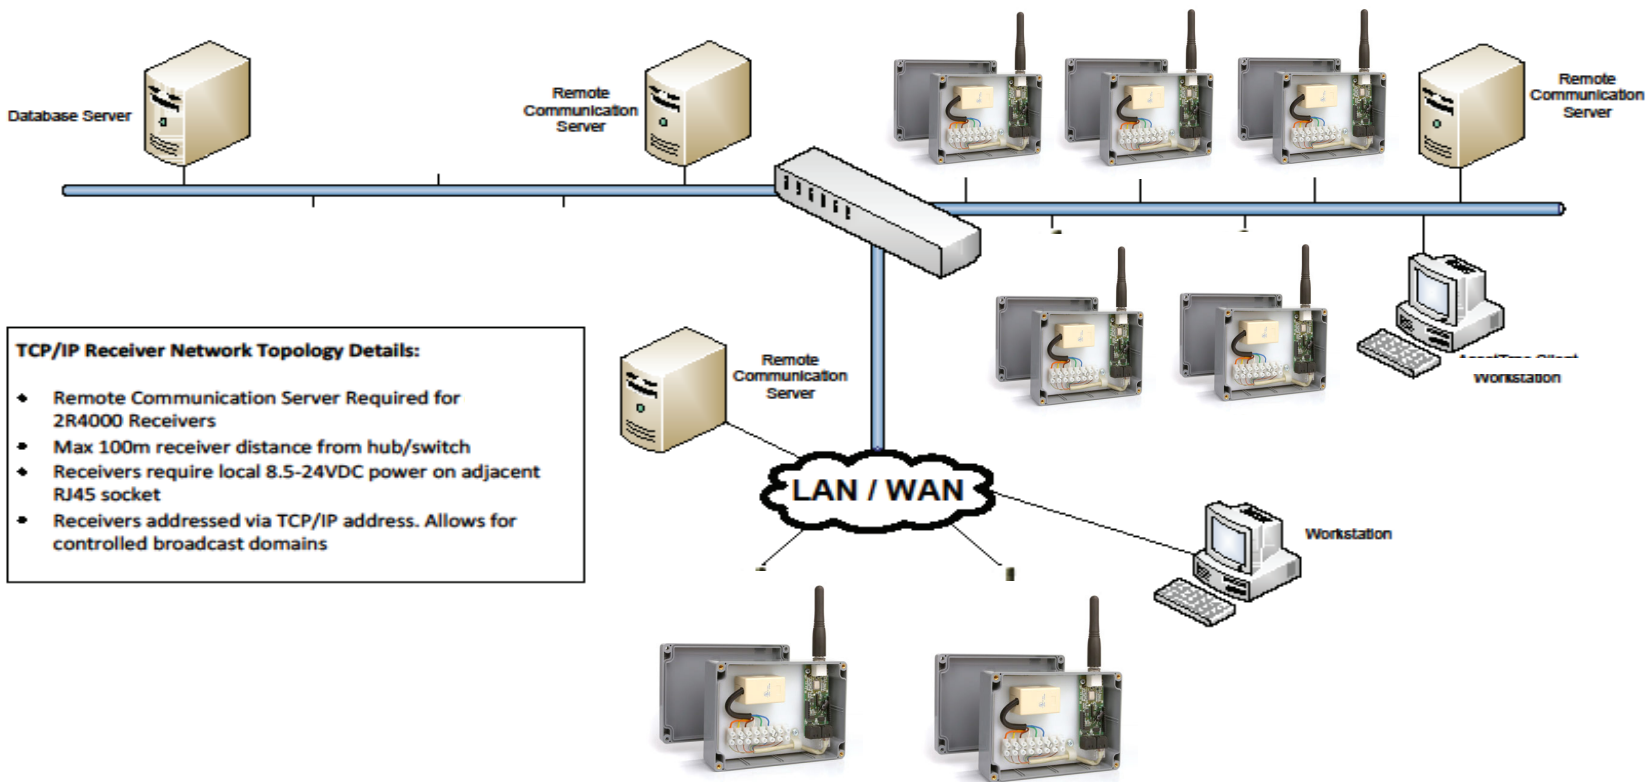 Database Server
Remote
Communication
Server
Remote
Communication
Server
TCP/IP Receiver Network Topology Details:
Remote Communication Server Required for
2R4000 Receivers
Max 100m receiver distance from hub/switch
Receivers require local 8.5-24VDC power on adjacent
RJ45 socket
Receivers addressed via TCP/IP address. Allows for
controlled broadcast domains
Remote
Communication
Server
Client
Workstation
LAN / WAN
Workstation